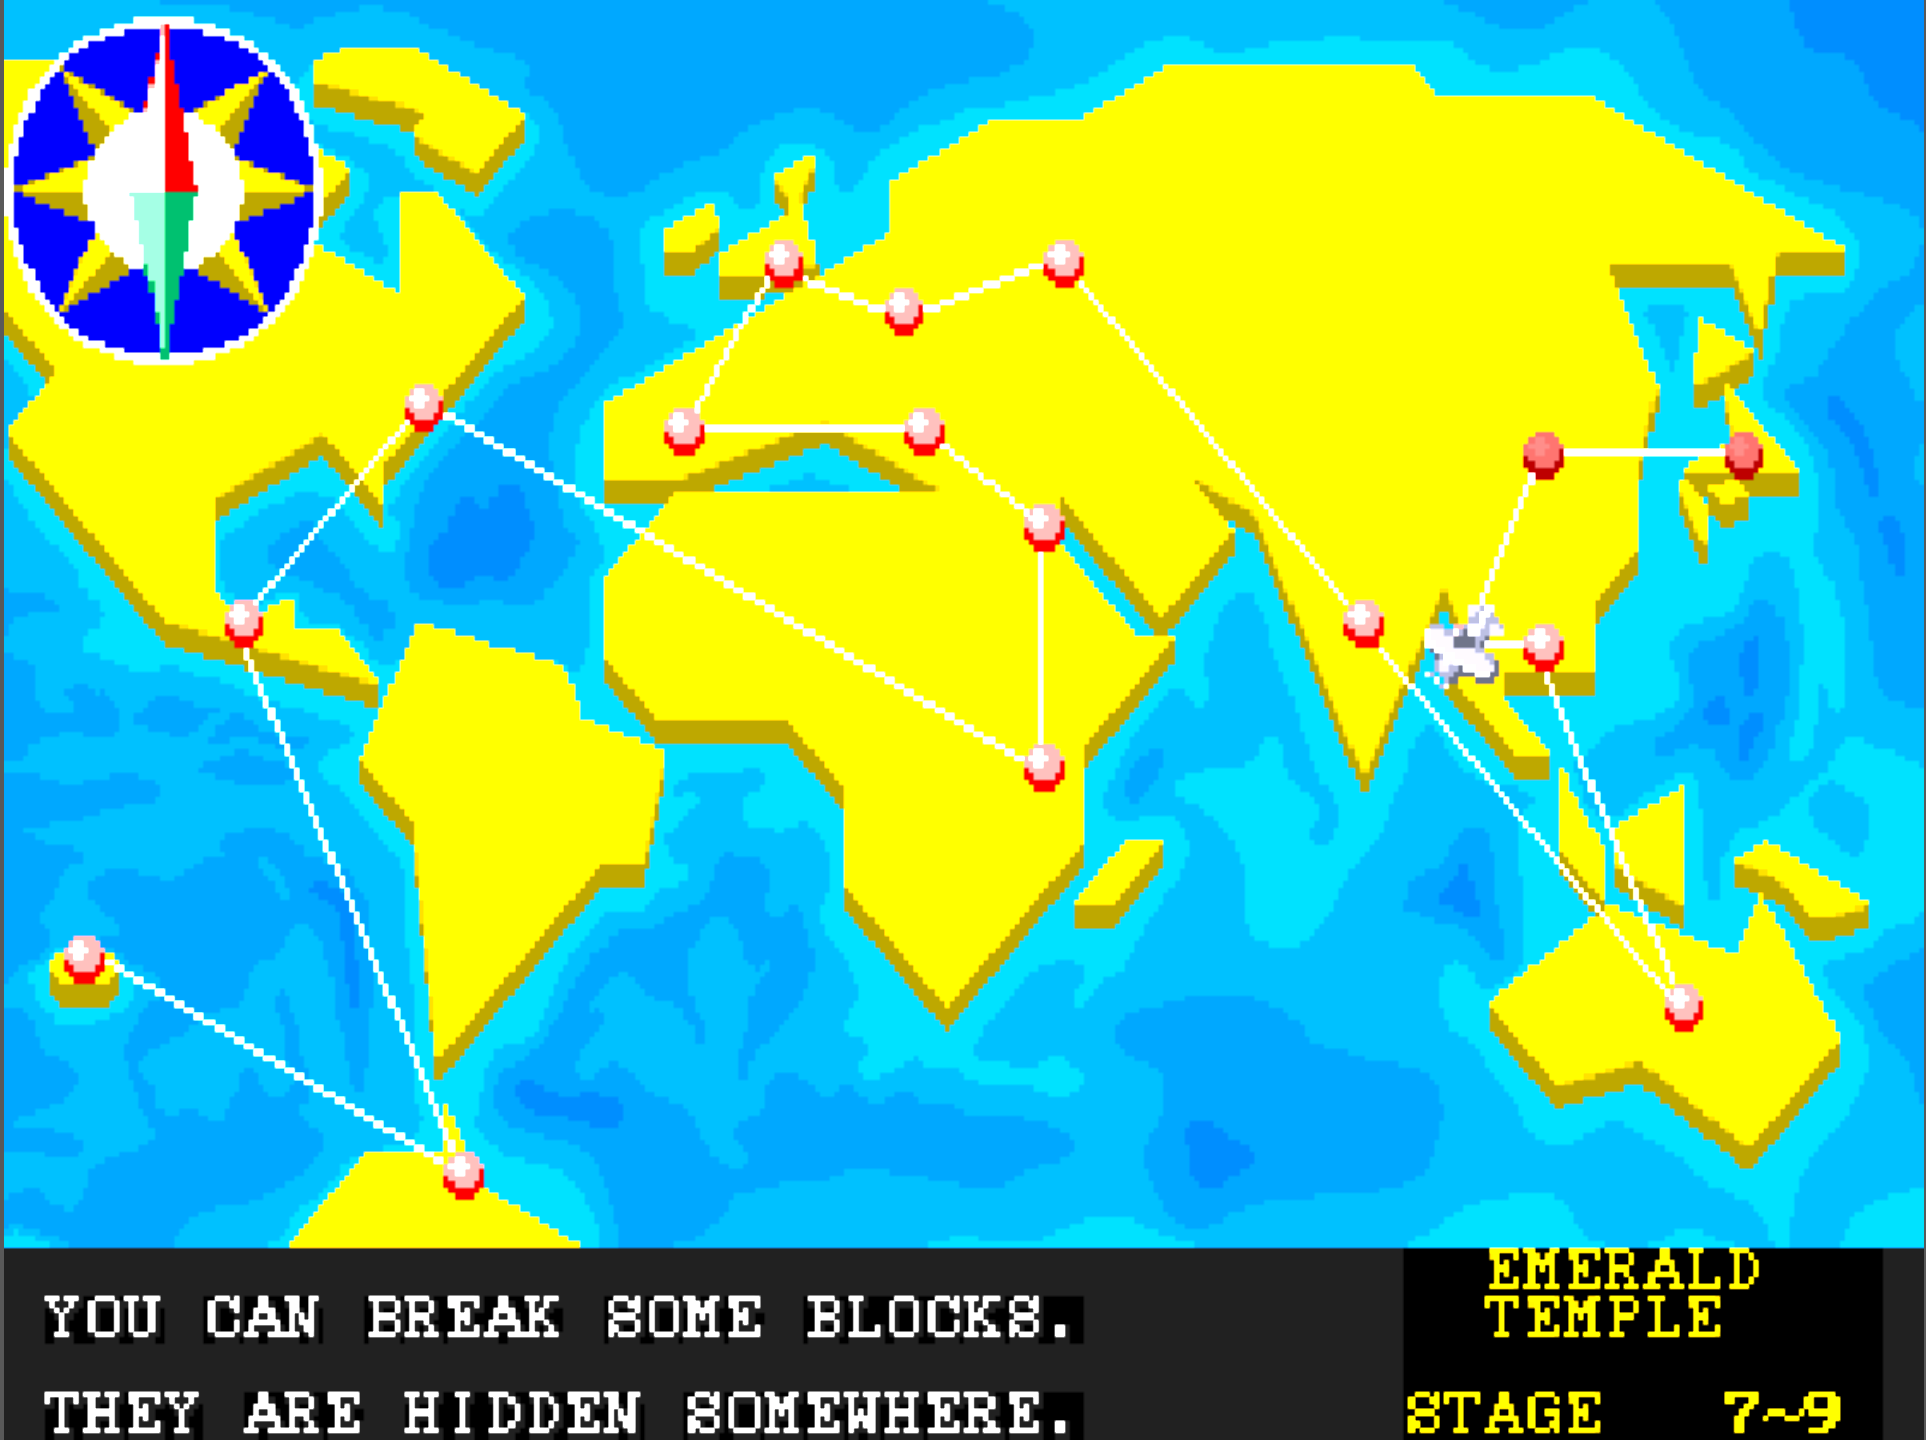 YOU CAN BREAK SOME BLOCKS.
THEY ARE HIDDEN SOMEWHERE.
EMERALD
TEMPLE
STAGE 7~9